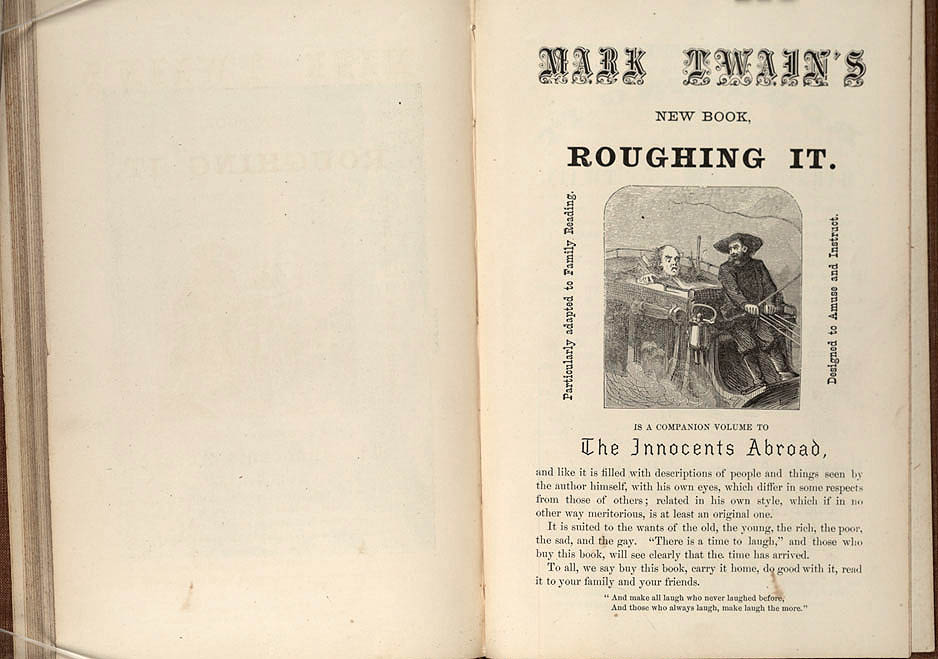 MARK TWAIN'S
NEW BOOK,
ROUGHING IT.
Particularly adapted to Family Reading.
Designed to Amuse and Instruct.
IS A COMPANION VOLUME TO
The Innocents Abroad,
and like it is filled with descriptions of people and things seen by
the author himself, with his own eyes, which differ in some respects
from those of others; related in his own style, which if in no
other way meritorious, is at least an original one.
It is suited to the wants of the old, the young, the rich, the poor,
the sad, and the gay. "There is a time to laugh," and those who
buy this book, will see clearly that the time has arrived.
To all, we say buy this book, carry it home, do good with it, read
it to your family and your friends.
"And make all laugh who never laughed before,
And those who always laugh, make laugh the more."